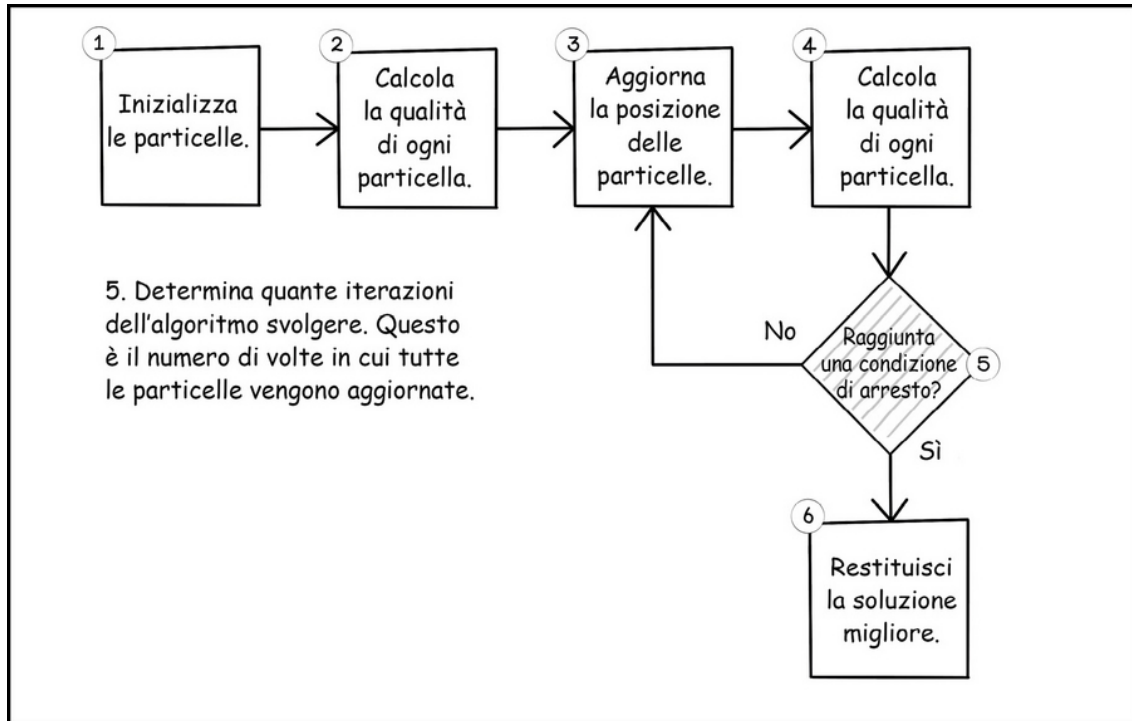 1
Inizializza
le particelle.
2
Calcola
la qualità
di ogni
particella.
3
Aggiorna
la posizione
delle
particelle.
4
Calcola
la qualità
di ogni
particella.
5. Determina quante iterazioni
dell'algoritmo svolgere. Questo
è il numero di volte in cui tutte
le particelle vengono aggiornate.
No
Raggiunta
una condizione
di arresto?
5
Sì
6
Restituisci
la soluzione
migliore.